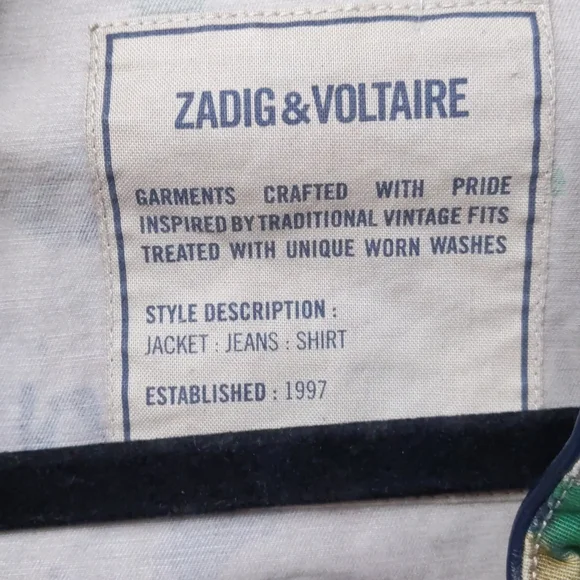 ZADIG&VOLTAIRE
GARMENTS CRAFTED WITH PRIDE
INSPIRED BY TRADITIONAL VINTAGE FITS
TREATED WITH UNIQUE WORN WASHES
STYLE DESCRIPTION :
JACKET : JEANS : SHIRT
ESTABLISHED : 1997